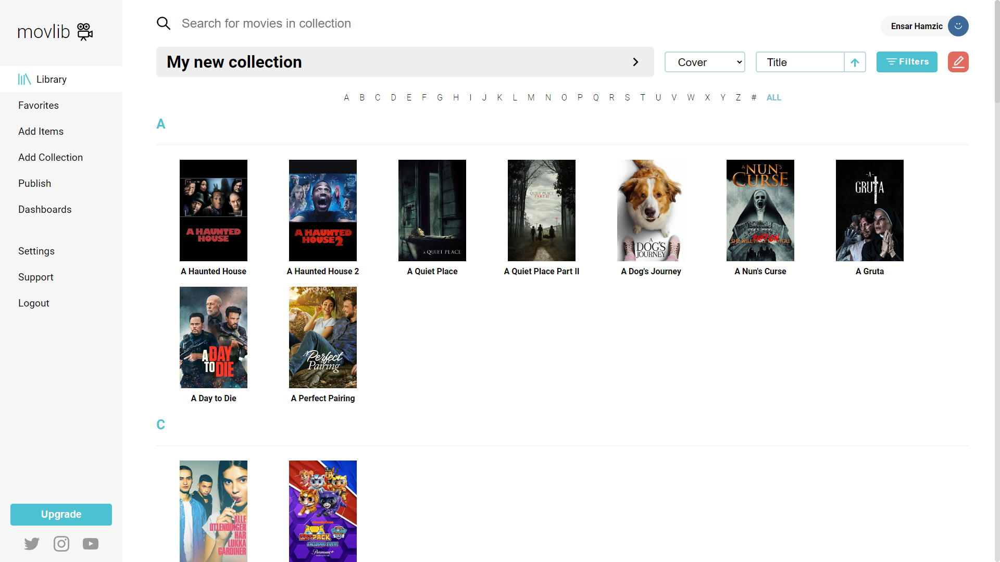 movlib
Library
Favorites
Add Items
Add Collection
Publish
Dashboards
Settings
Support
Logout
Upgrade
Search for movies in collection
Ensar Hamzic
My new collection
Cover
Title
Filters
A B C D E F G H I J K L M N O P Q R S T U V W X Y Z # ALL
A
A HAUNTED
HOUSE
A Haunted House
A HAUNTED
HOUSE 2
A Haunted House 2
A QUIET PLACE
A Quiet Place
A QUIET PLACE
PART II
A Quiet Place Part II
A
DOG'S
JOURNEY
A Dog's Journey
A NUN'S
CURSE
SHE WILL PREY ON YOU
A Nun's Curse
-A-
GRUTA
A Gruta
A DAY
TO DIE
A Day to Die
A Perfect
Pairing
A Perfect Pairing
C
ALLE
UTLENDINGER
HAR
LUKKA
GARDINER
nickelodeon
CATPACK
PAW PATROL
EXCLUSIVE EVENT
Paramount+
EXCLUSIVE